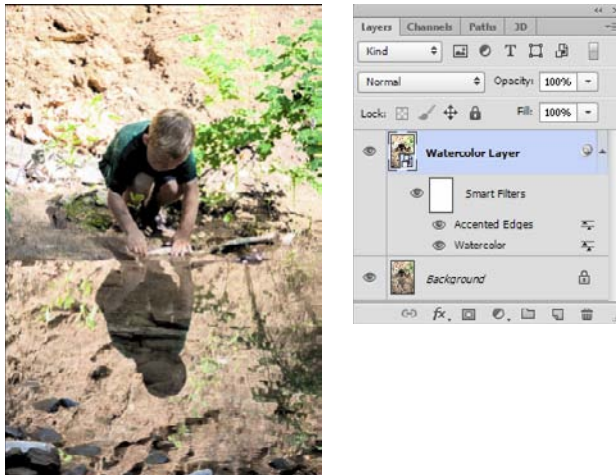 Layers Channels Paths 3D
Kind T
Normal Opacity: 100%
Lock: Fill: 100%
Watercolor Layer
Smart Filters
Accented Edges
Watercolor
Background
fx